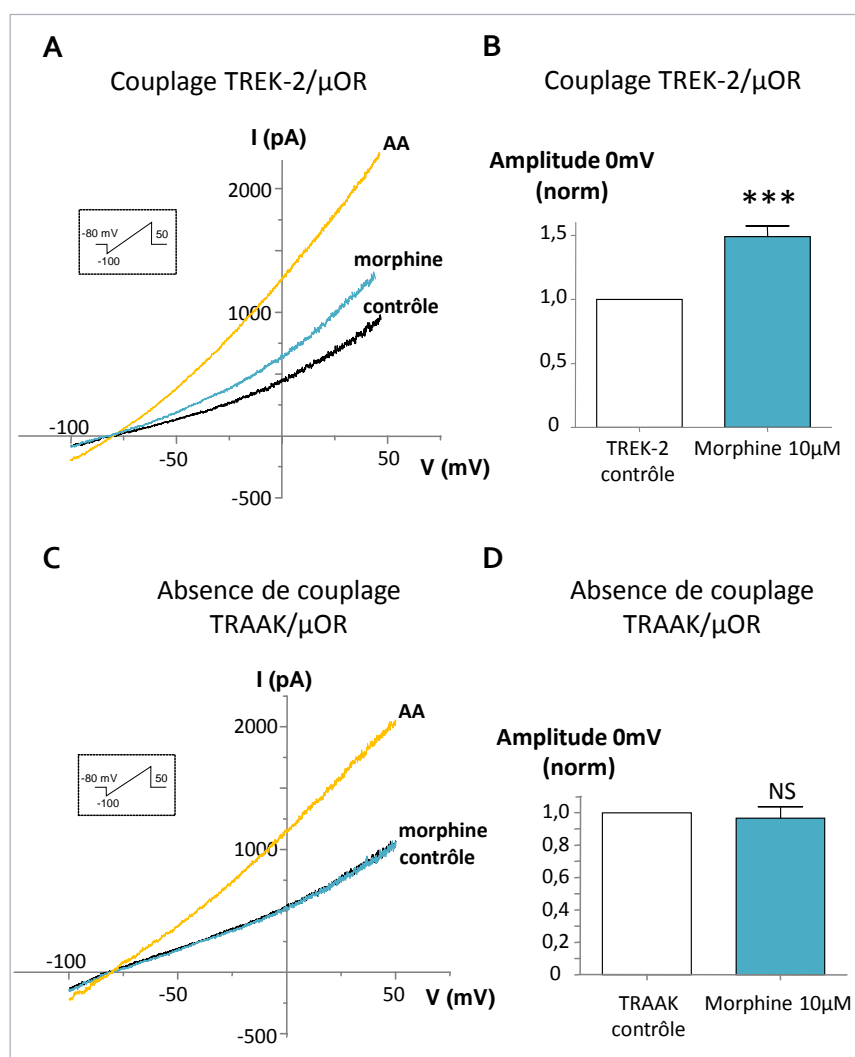 A
Couplage TREK-2/µOR
I (pA)
AA
2000
-80 mV
50
-100
morphine
1000
contrôle
-100
-50
50
V (mV)
-500
B
Couplage TREK-2/µOR
Amplitude 0mV
(norm)
***
1,5
1,0
0,5
0
TREK-2
contrôle
Morphine 10µM
C
Absence de couplage
TRAAK/µOR
I (pA)
AA
2000
-80 mV
50
-100
morphine
1000
contrôle
-100
-50
50
V (mV)
-500
D
Absence de couplage
TRAAK/µOR
Amplitude 0mV
(norm)
NS
1,0
0,8
0,6
0,4
0,2
0
TRAAK
contrôle
Morphine 10µM